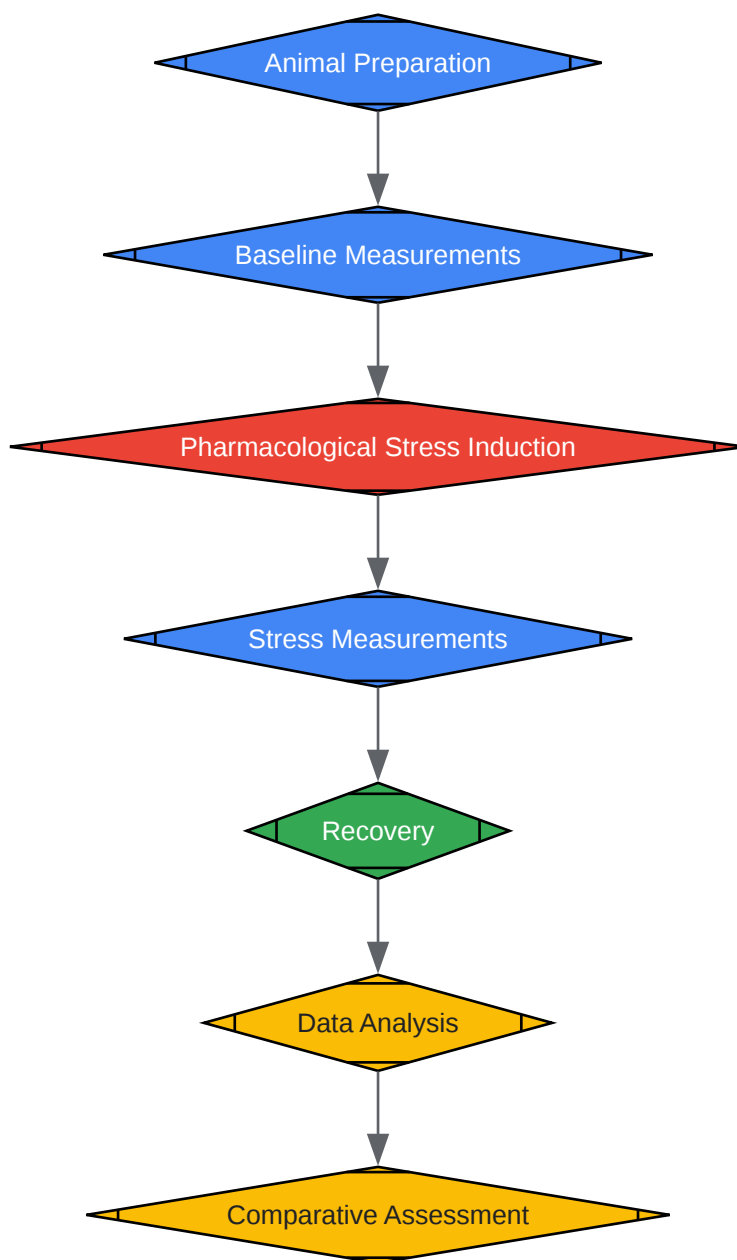 Animal Preparation
Baseline Measurements
Pharmacological Stress Induction
Stress Measurements
Recovery
Data Analysis
Comparative Assessment